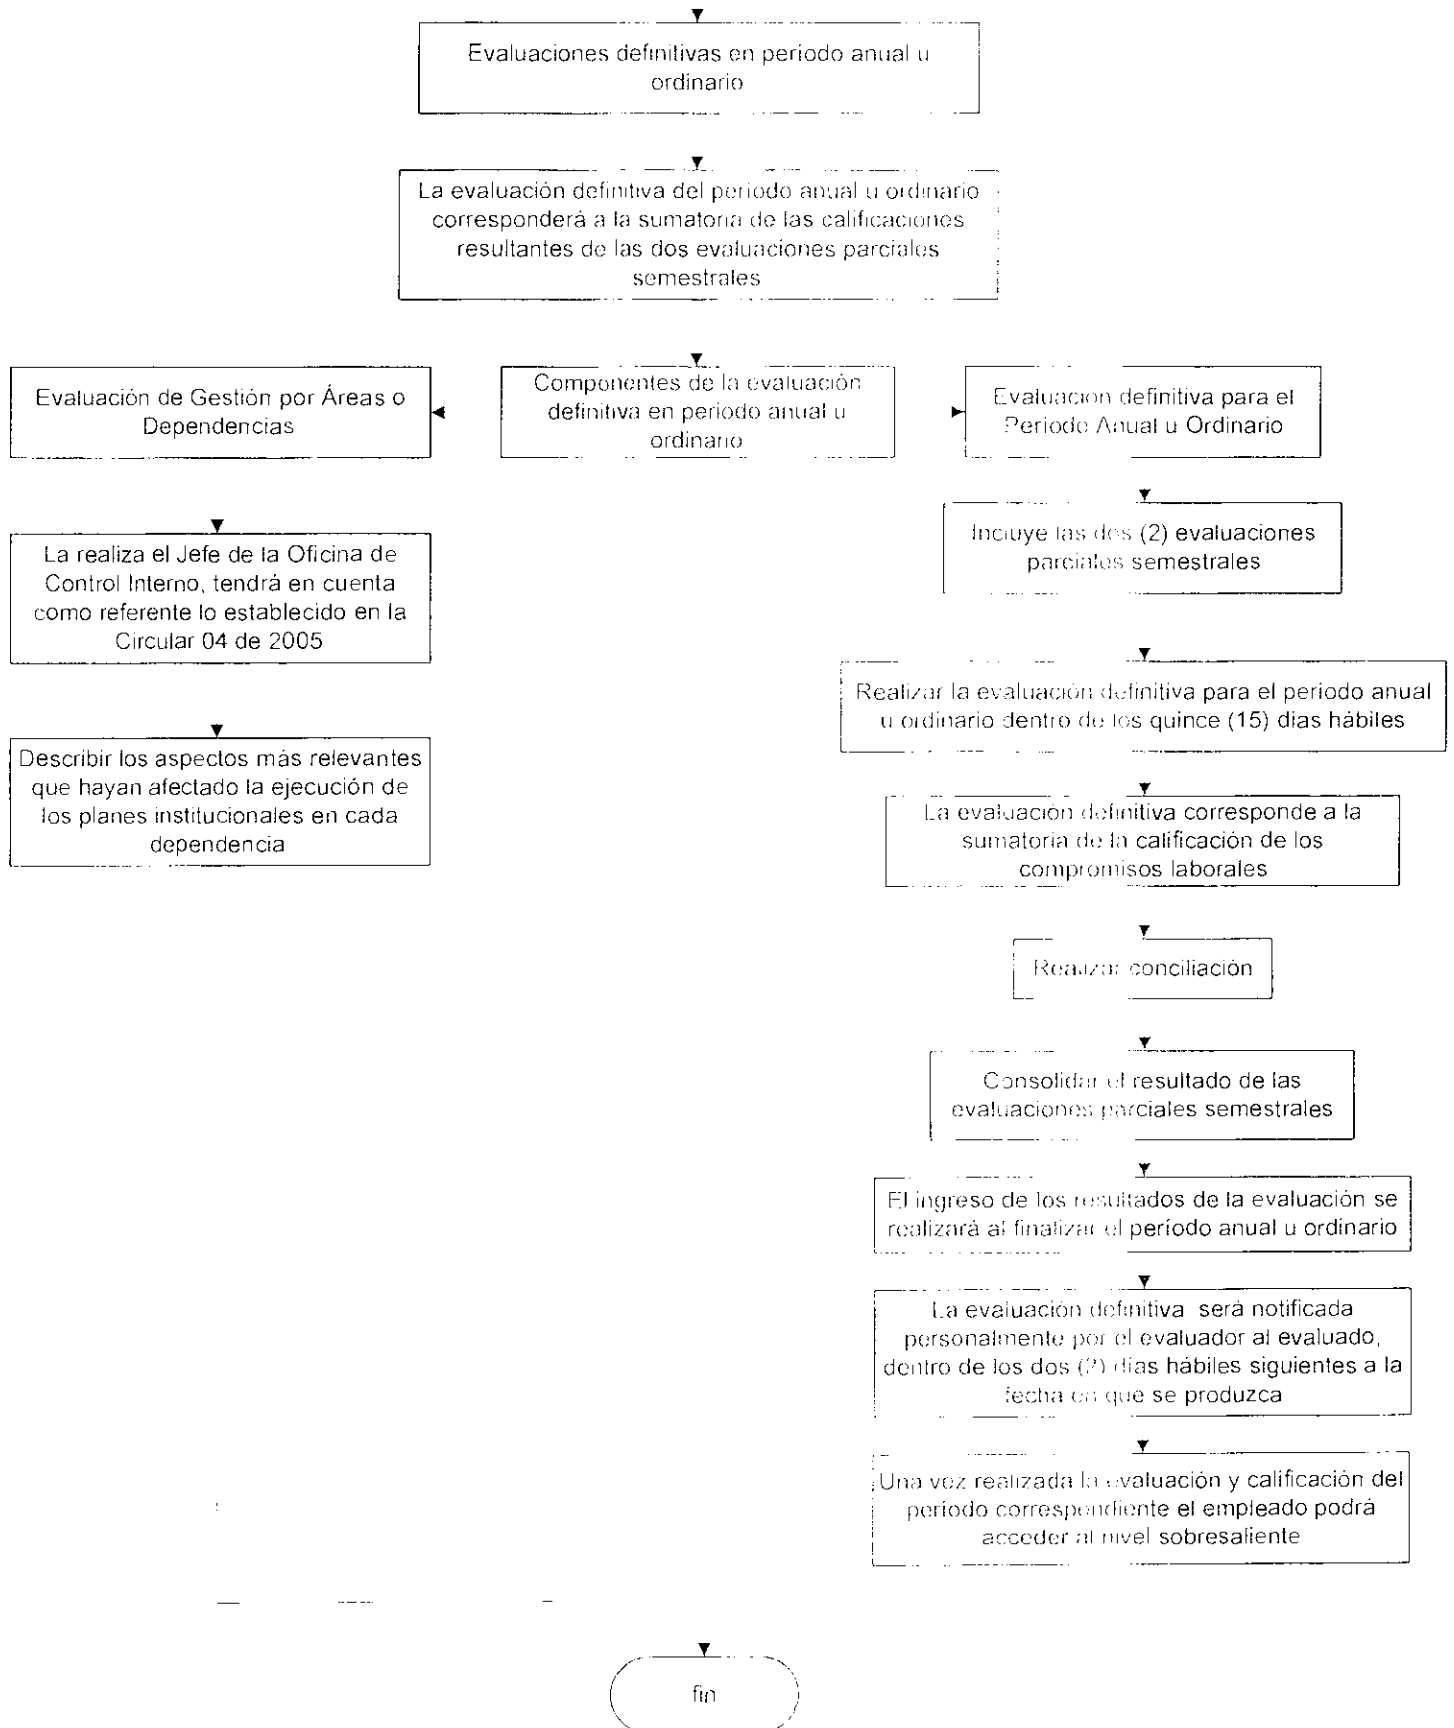 Evaluaciones definitivas en periodo anual u
ordinario
La evaluación definitiva del periodo anual u ordinario
corresponderá a la sumatoria de las calificaciones
resultantes de las dos evaluaciones parciales
semestrales
Componentes de la evaluación
definitiva en periodo anual u
ordinario
Evaluación de Gestión por Áreas o
Dependencias
La realiza el Jefe de la Oficina de
Control Interno, tendrá en cuenta
como referente lo establecido en la
Circular 04 de 2005
Describir los aspectos más relevantes
que hayan afectado la ejecución de
los planes institucionales en cada
dependencia
Evaluación definitiva para el
Periodo Anual u Ordinario
Incluye las dos (2) evaluaciones
parciales semestrales
Realizar la evaluación definitiva para el periodo anual
u ordinario dentro de los quince (15) días hábiles
La evaluación definitiva corresponde a la
sumatoria de la calificación de los
compromisos laborales
Realizar conciliación
Consolidar el resultado de las
evaluaciones parciales semestrales
El ingreso de los resultados de la evaluación se
realizará al finalizar el período anual u ordinario
La evaluación definitiva será notificada
personalmente por el evaluador al evaluado,
dentro de los dos (2) días hábiles siguientes a la
fecha en que se produzca
Una vez realizada la evaluación y calificación del
periodo correspondiente el empleado podrá
acceder al nivel sobresaliente
fin